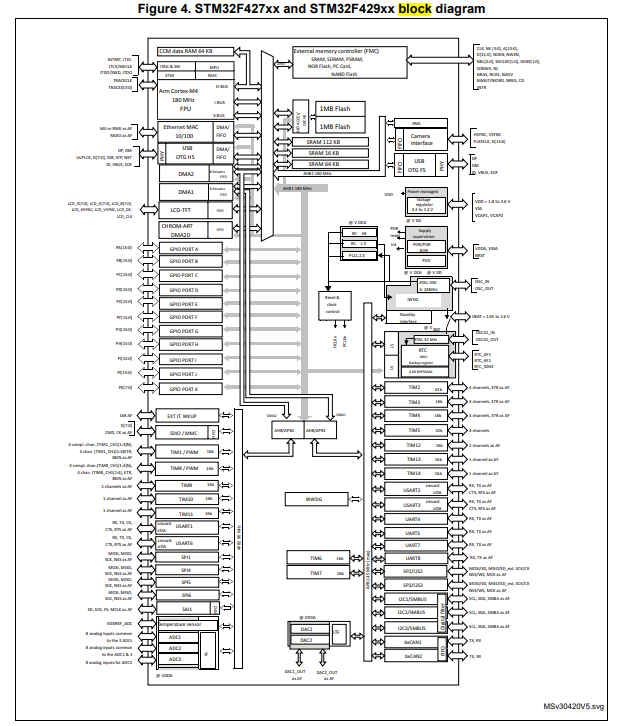 Figure 4. STM32F427xx and STM32F429xx block diagram
CCM data RAM 64 KB
External memory controller (FMC)
SRAM, SDRAM, PSRAM,
NOR Flash, PC Card,
NAND Flash
CLK, NE [3:0], A[23:0],
D[31:0], NOEN, NWEN,
NBL[3:0], SDCLKE[1:0], SDNE[1:0],
SDNWE, NL
NRAS, NCAS, NADV
NWAIT/IORDY, NREG, CD
INTR
NJTRST, JTDI,
JTCK/SWCLK
JTDO/SWD, JTDO
TRACECLK
TRACED[3:0]
JTAG & SW
MPU
ETM
NVIC
Arm Cortex-M4
180 MHz
FPU
D-BUS
I-BUS
S-BUS
1MB Flash
1MB Flash
SRAM 112 KB
SRAM 16 KB
SRAM 64 KB
AHB2 180 MHz
AHB1 180 MHz
MII or RMII as AF
MDIO as AF
Ethernet MAC
10/100
DMA/
FIFO
DP, DM
ULPI:CK, D[7:0], DIR, STP, NXT
ID, VBUS, SOF
PHY
USB
OTG HS
DMA/
FIFO
DMA2
8 Streams
FIFO
DMA1
8 Streams
FIFO
LCD_R[7:0], LCD_G[7:0], LCD_B[7:0],
LCD_HSYNC, LCD_VSYNC, LCD_DE,
LCD_CLK
LCD-TFT
FIFO
CHROM-ART
DMA2D
FIFO
RNG
FIFO
Camera
interface
HSYNC, VSYNC
PUIXCLK, D[13:0]
FIFO
USB
OTG FS
PHY
DP
DM
ID, VBUS, SOF
VDD
Power managmt
Voltage
regulator
3.3 to 1.2 V
VDD = 1.8 to 3.6 V
VSS
VCAP1, VCAP2
@ V DD
@ V DDA
RC HS
RC LS
PLL1,2,3
POR
reset
Int
Supply
supervision
POR/PDR
BOR
PVD
VDDA, VSSA
NRST
@ V DDA
@ V DD
XTAL OSC
4- 26MHz
OSC_IN
OSC_OUT
IWDG
Standby
interface
VBAT = 1.65 to 3.6 V
@ V BAT
XTAL 32 kHz
OSC32_IN
OSC32_OUT
LS
LS
RTC
AWU
Backup register
4 KB BKPSRAM
RTC_AF1
RTC_AF1
RTC_50HZ
Reset &
clock
control
HCLKx
PCLKx
PA[15:0]
GPIO PORT A
PB[15:0]
GPIO PORT B
PC[15:0]
GPIO PORT C
PD[15:0]
GPIO PORT D
PE[15:0]
GPIO PORT E
PF[15:0]
GPIO PORT F
PG[15:0]
GPIO PORT G
PH[15:0]
GPIO PORT H
PI[15:0]
GPIO PORT I
PJ[15:0]
GPIO PORT J
PK[7:0]
GPIO PORT K
DMA2
DMA1
AHB/APB2
AHB/APB1
168 AF
EXT IT. WKUP
D[7:0]
CMD, CK as AF
SDIO / MMC
FIFO
4 compl. chan. (TIM1_CH1[1:4]N),
4 chan. (TIM1_CH1[1:4]ETR,
BKIN as AF
TIM1 / PWM 16b
4 compl. chan. (TIM8_CH1[1:4]N),
4 chan. (TIM8_CH1[1:4], ETR,
BKIN as AF
TIM8 / PWM 16b
2 channels as AF
TIM9 16b
1 channel as AF
TIM10 16b
1 channel as AF
TIM11 16b
RX, TX, CK,
CTS, RTS as AF
smcard
irDA
USART1
RX, TX, CK,
CTS, RTS as AF
smcard
irDA
USART6
MOSI, MISO,
SCK, NSS as AF
SPI1
MOSI, MISO,
SCK, NSS as AF
SPI4
MOSI, MISO,
SCK, NSS as AF
SPI5
MOSI, MISO,
SCK, NSS as AF
SPI6
SD, SCK, FS, MCLK as AF
SAI1
FIFO
VDDREF_ADC
8 analog inputs common
to the 3 ADCs
8 analog inputs common
to the ADC1 & 2
8 analog inputs for ADC3
Temperature sensor
ADC1
ADC2
ADC3
IF
@ VDDA
WWDG
TIM6 16b
TIM7 16b
@ VDDA
DAC1
DAC2
ITF
DAC1_OUT
as AF
DAC2_OUT
as AF
TIM2 32b
4 channels, ETR as AF
TIM3 16b
4 channels, ETR as AF
TIM4 16b
4 channels, ETR as AF
TIM5 32b
4 channels
TIM12 16b
2 channels as AF
TIM13 16b
1 channel as AF
TIM14 16b
1 channel as AF
USART2
smcard
irDA
RX, TX as AF
CTS, RTS as AF
USART3
smcard
irDA
RX, TX as AF
CTS, RTS as AF
UART4
RX, TX as AF
UART5
RX, TX as AF
UART7
RX, TX as AF
UART8
RX, TX as AF
SP2/I2S2
MOSI/SD, MISO/SD_ext, SCK/CK
NSS/WS, MCK as AF
SP3/I2S3
MOSI/SD, MISO/SD_ext, SCK/CK
NSS/WS, MCK as AF
I2C1/SMBUS
SCL, SDA, SMBA as AF
I2C2/SMBUS
SCL, SDA, SMBA as AF
I2C3/SMBUS
SCL, SDA, SMBA as AF
Digital filter
bxCAN1
TX, RX
bxCAN2
TX, RX
FIFO
MSv30420V5.svg